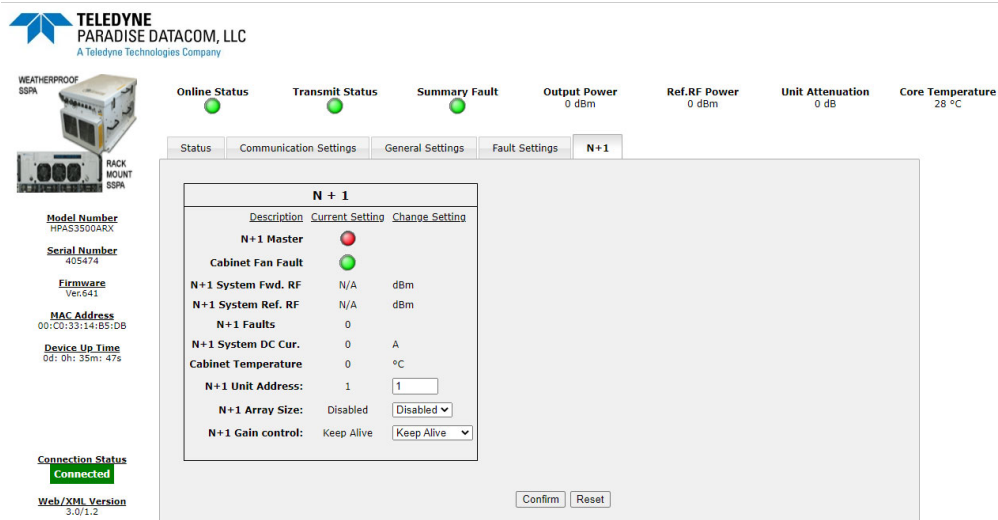 TELEDYNE
PARADISE DATACOM, LLC
A Teledyne Technologies Company
WEATHERPROOF
SSPA
RACK
MOUNT
SSPA
Online Status Transmit Status Summary Fault Output Power Ref.RF Power Unit Attenuation Core Temperature
0 dBm 0 dBm 0 dB 28 °C
Status Communication Settings General Settings Fault Settings N+1
Model Number
HPAS3500ARX
Serial Number
405474
Firmware
Ver.641
MAC Address
00:C0:33:14:B5:DB
Device Up Time
0d: 0h: 35m: 47s
Connection Status
Connected
Web/XML Version
3.0/1.2
N + 1
Description Current Setting Change Setting
N+1 Master
Cabinet Fan Fault
N+1 System Fwd. RF N/A dBm
N+1 System Ref. RF N/A dBm
N+1 Faults 0
N+1 System DC Cur. 0 A
Cabinet Temperature 0 °C
N+1 Unit Address: 1 1
N+1 Array Size: Disabled Disabled
N+1 Gain control: Keep Alive Keep Alive
Confirm Reset